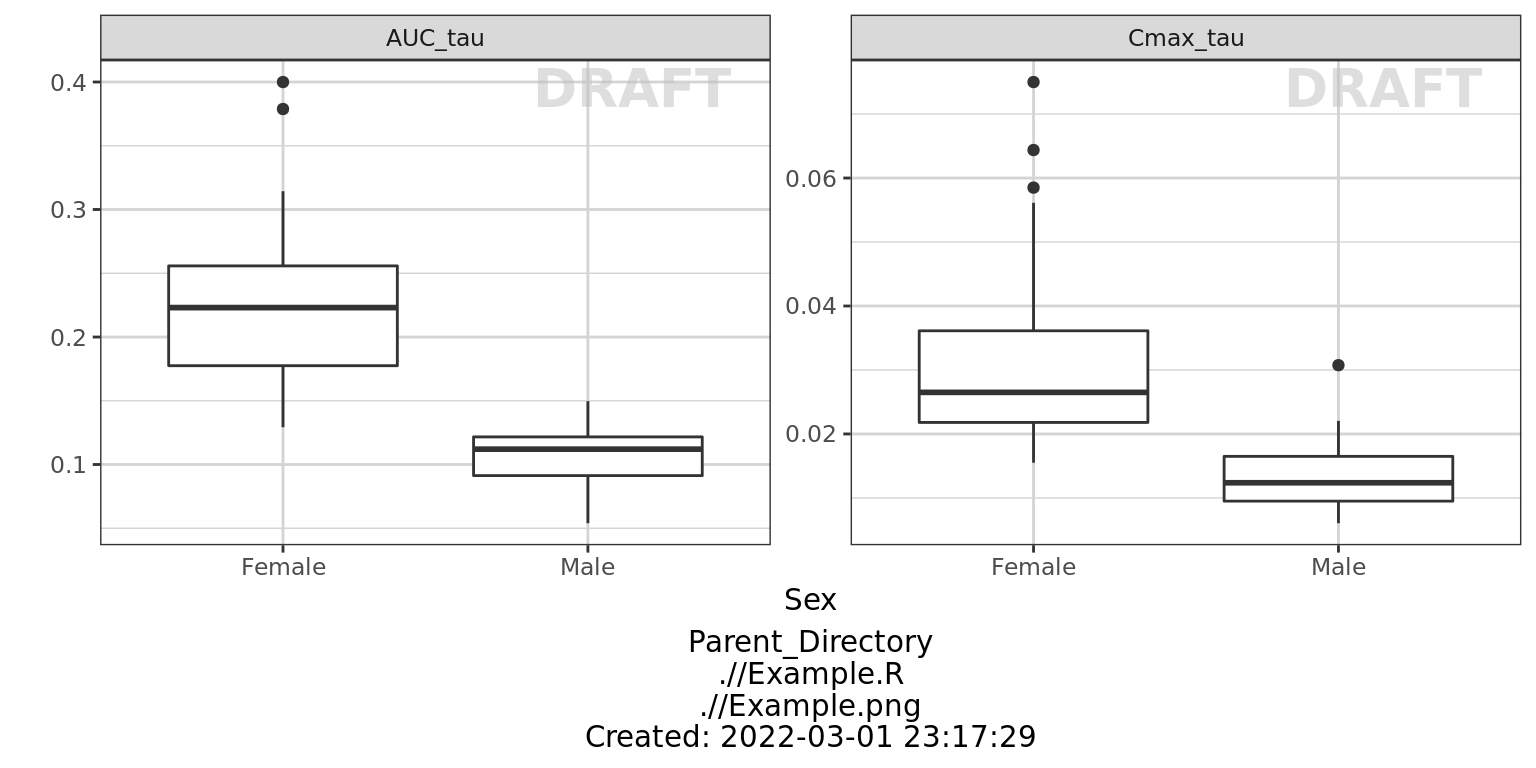 AUC_tau
Cmax_tau
DRAFT
DRAFT
0.4
0.3
0.2
0.1
0.06
0.04
0.02
Female
Male
Female
Male
Sex
Parent_Directory
.//Example.R
.//Example.png
Created: 2022-03-01 23:17:29